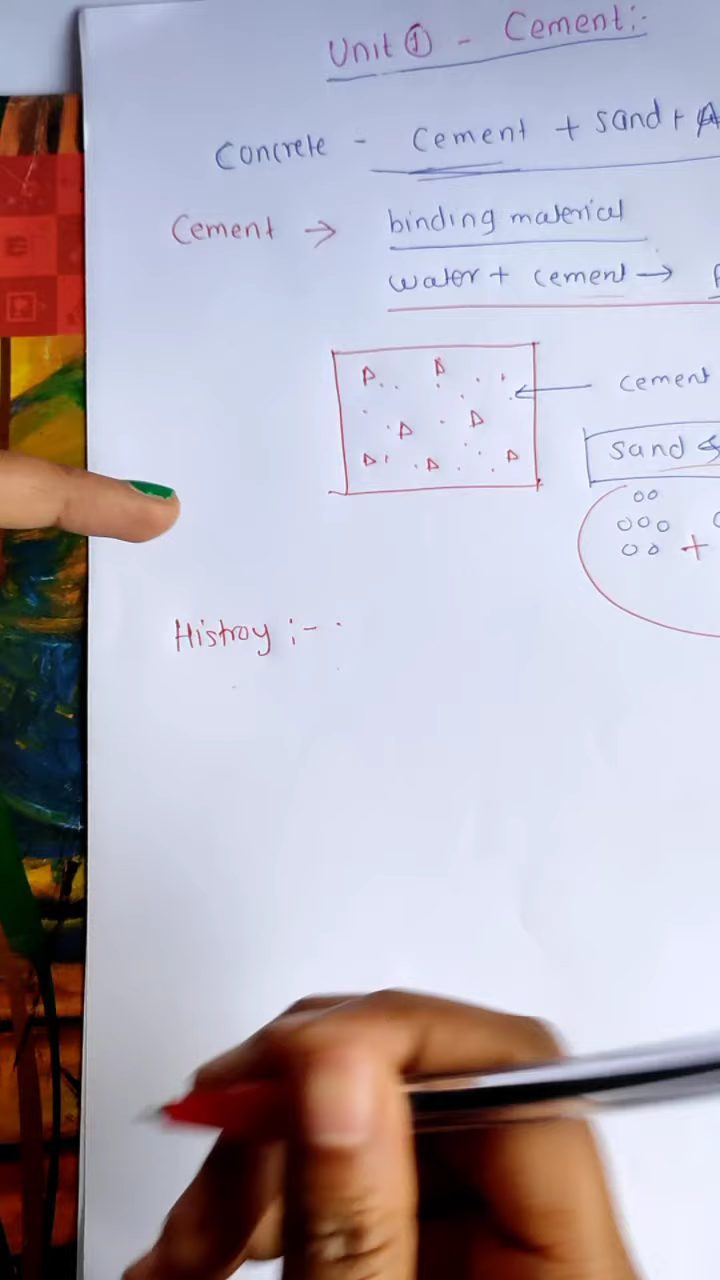 Unit ① - Cement:-
Concrete - Cement + sand + A
Cement → binding material
water + cement →
cement
sand
+
Histroy :-